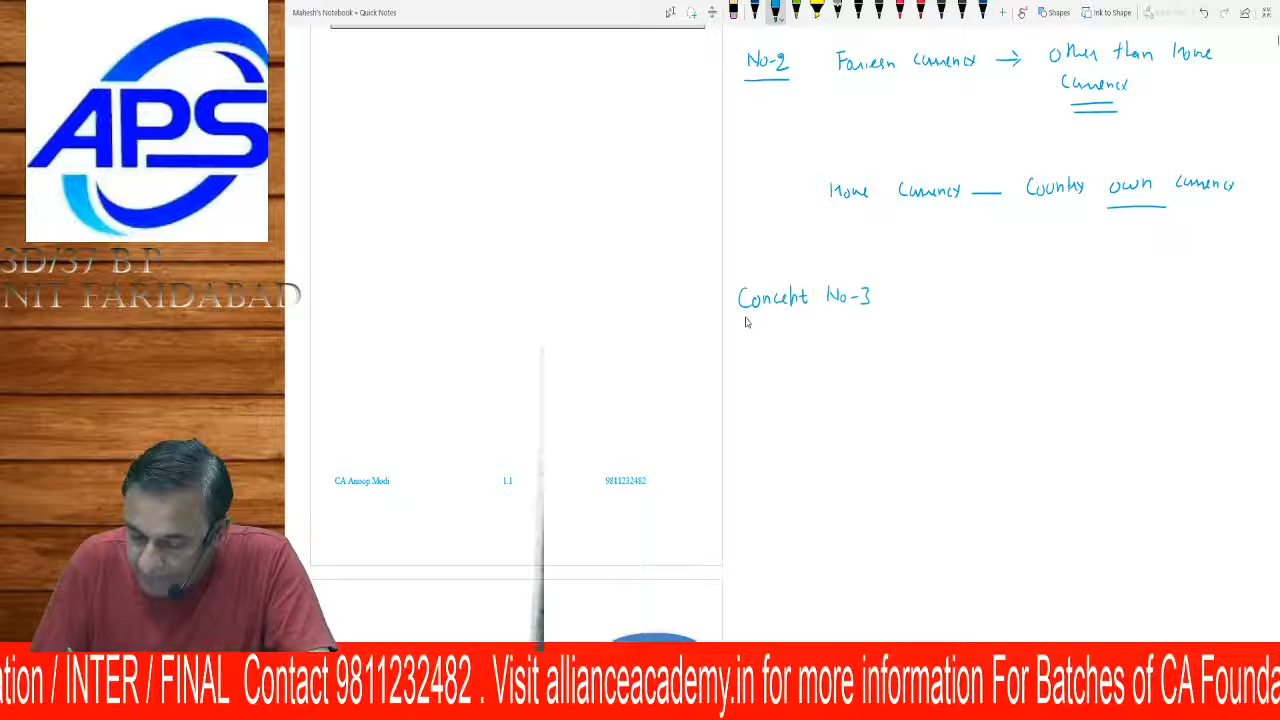 Mahesh's Notebook » Quick Notes
Shapes
Ink to Shape
APS
3D/37 B.P.
NIT FARIDABAD
No-2 Foriegn currency → other than Home
Currency
Home Currency — Country own currency
Concept No-3
CA Anoop Modi 1.1 9811232482
ation / INTER / FINAL Contact 9811232482 . Visit allianceacademy.in for more information For Batches of CA Founda